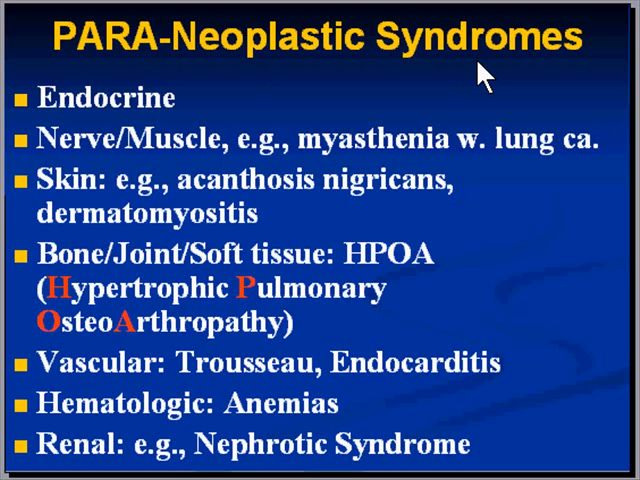 PARA-Neoplastic Syndromes
Endocrine
Nerve/Muscle, e.g., myasthenia w. lung ca.
Skin: e.g., acanthosis nigricans,
dermatomyositis
Bone/Joint/Soft tissue: HPOA
(Hypertrophic Pulmonary
OsteoArthropathy)
Vascular: Trousseau, Endocarditis
Hematologic: Anemias
Renal: e.g., Nephrotic Syndrome